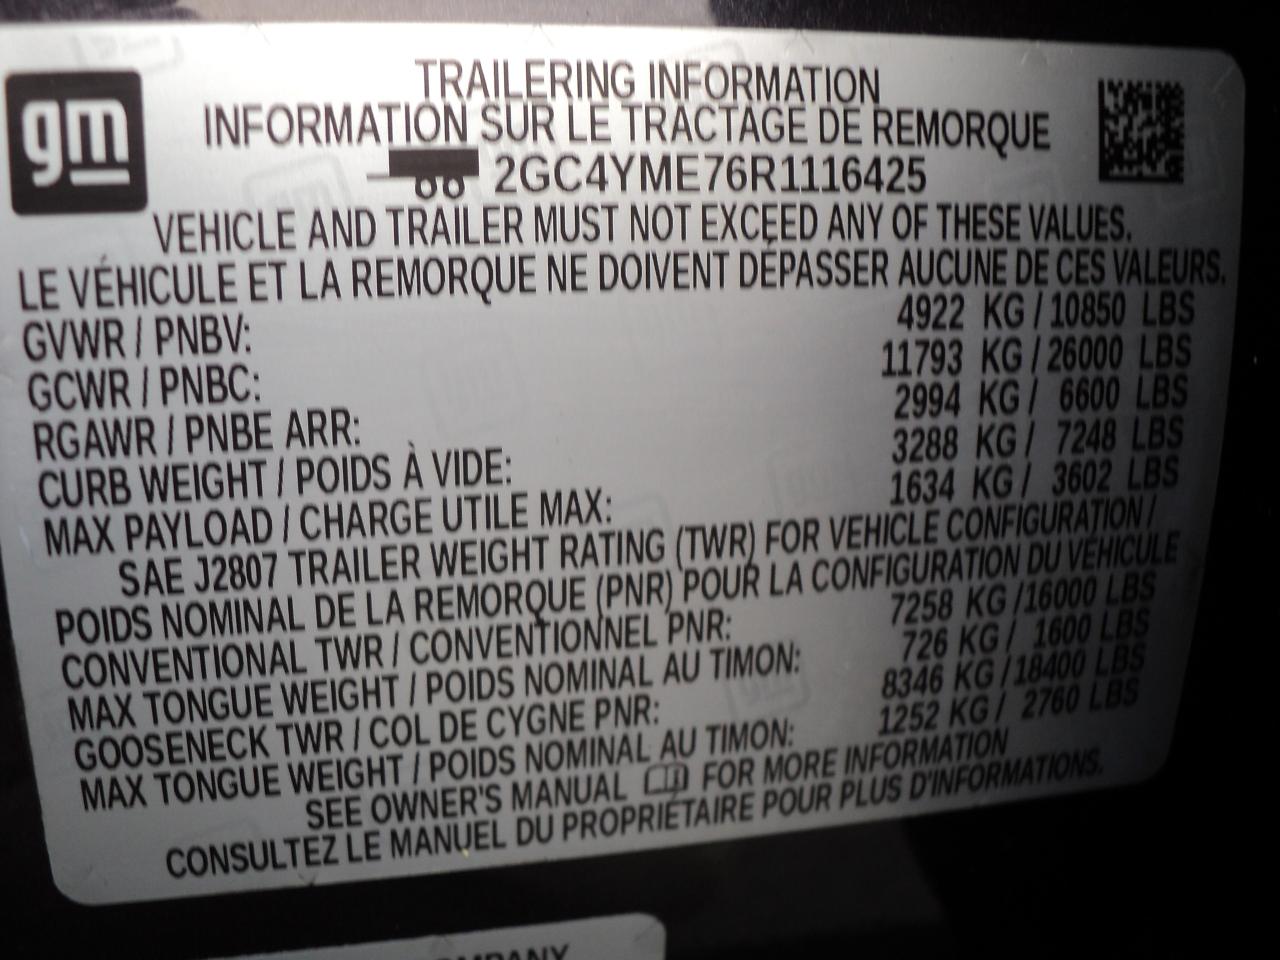 gm
TRAILERING INFORMATION
INFORMATION SUR LE TRACTAGE DE REMORQUE
2GC4YME76R1116425
VEHICLE AND TRAILER MUST NOT EXCEED ANY OF THESE VALUES.
LE VÉHICULE ET LA REMORQUE NE DOIVENT DÉPASSER AUCUNE DE CES VALEURS.
GVWR / PNBV: 4922 KG / 10850 LBS
GCWR / PNBC: 11793 KG / 26000 LBS
RGAWR / PNBE ARR: 2994 KG / 6600 LBS
CURB WEIGHT / POIDS À VIDE: 3288 KG / 7248 LBS
MAX PAYLOAD / CHARGE UTILE MAX: 1634 KG / 3602 LBS
SAE J2807 TRAILER WEIGHT RATING (TWR) FOR VEHICLE CONFIGURATION /
POIDS NOMINAL DE LA REMORQUE (PNR) POUR LA CONFIGURATION DU VÉHICULE
CONVENTIONAL TWR / CONVENTIONNEL PNR: 7258 KG /16000 LBS
MAX TONGUE WEIGHT / POIDS NOMINAL AU TIMON: 726 KG / 1600 LBS
GOOSENECK TWR / COL DE CYGNE PNR: 8346 KG /18400 LBS
MAX TONGUE WEIGHT / POIDS NOMINAL AU TIMON: 1252 KG / 2760 LBS
SEE OWNER'S MANUAL FOR MORE INFORMATION
CONSULTEZ LE MANUEL DU PROPRIÉTAIRE POUR PLUS D'INFORMATIONS.